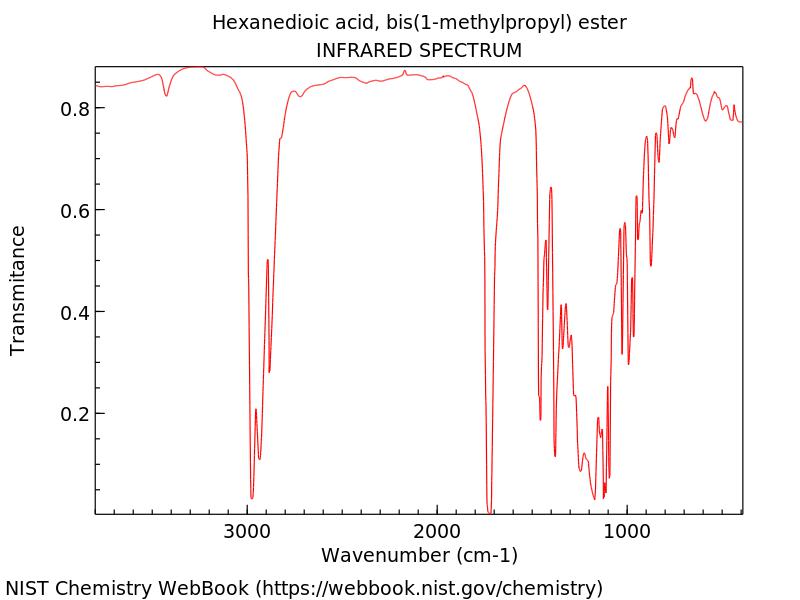 Hexanedioic acid, bis(1-methylpropyl) ester
INFRARED SPECTRUM
0.8
0.6
0.4
0.2
Transmitance
3000 2000 1000
Wavenumber (cm-1)
NIST Chemistry WebBook (https://webbook.nist.gov/chemistry)